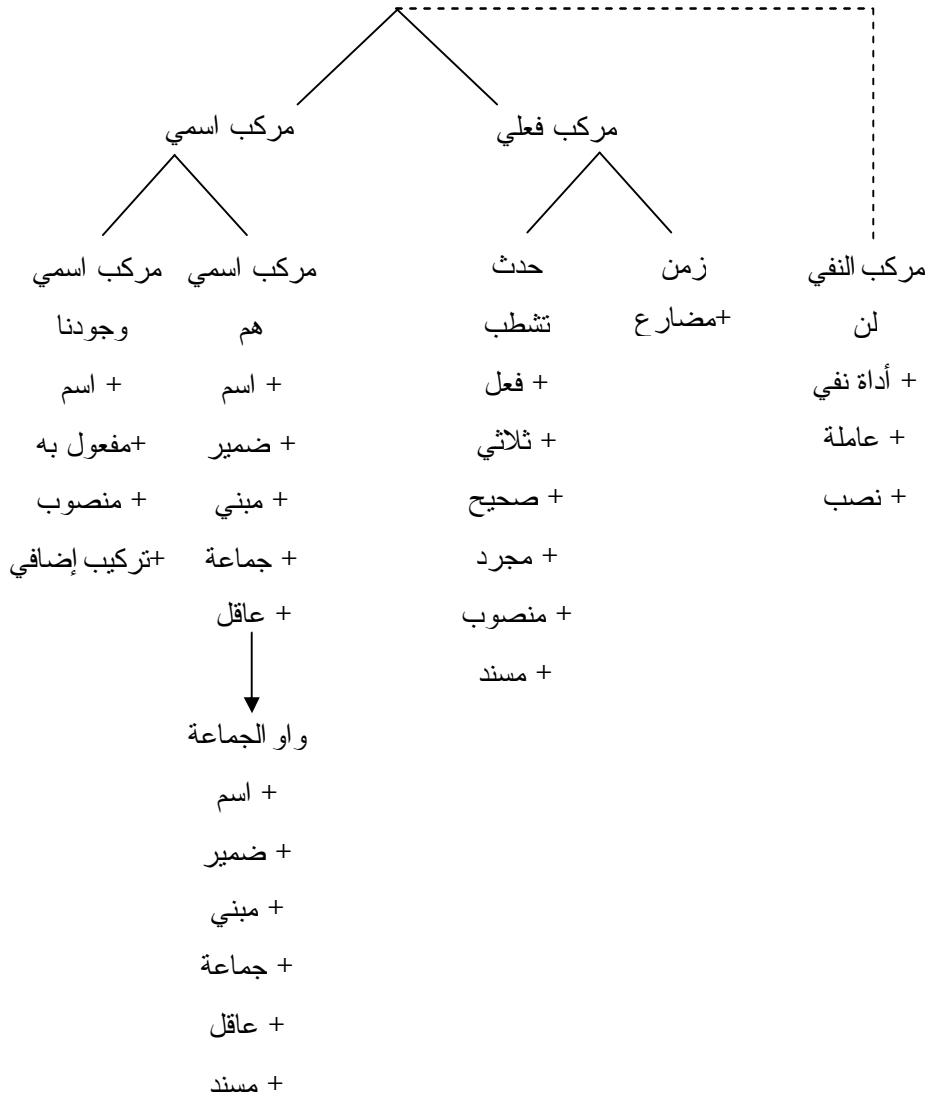 مركب فعلي
مركب اسمي
مركب النفي
زمن
حدث
مركب اسمي
مركب اسمي
لن
+مضارع
تشطب
هم
وجودنا
+ أداة نفي
+ فعل
+ اسم
+ اسم
+ عاملة
+ ثلاثي
+ ضمير
+مفعول به
+ نصب
+ صحيح
+ مبني
+ منصوب
+ مجرد
+ جماعة
+تركيب إضافي
+ منصوب
+ عاقل
+ مسند
واو الجماعة
+ اسم
+ ضمير
+ مبني
+ جماعة
+ عاقل
+ مسند